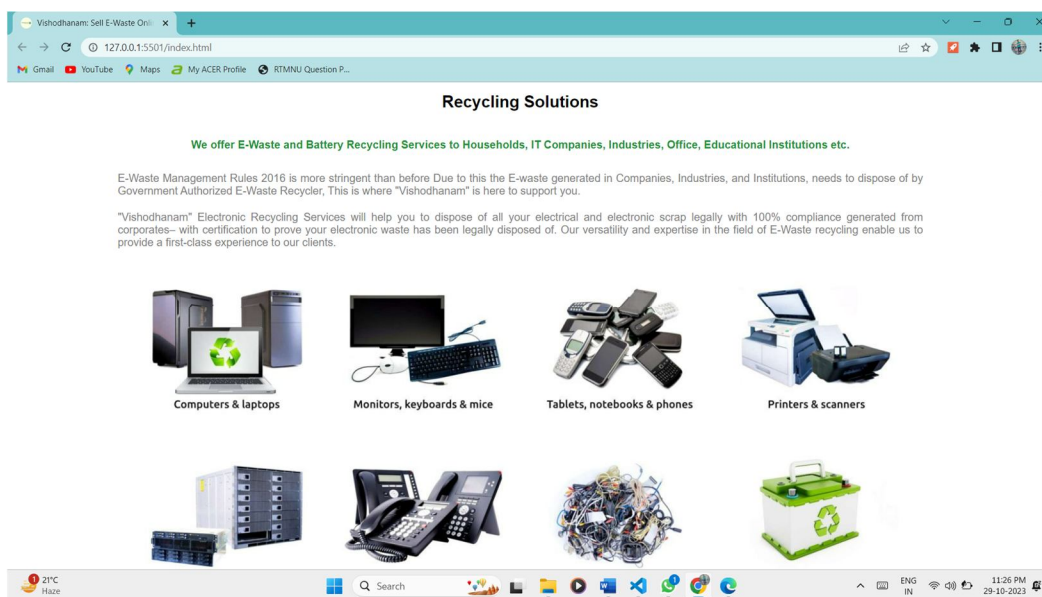 Vishodhanam: Sell E-Waste Onli
127.0.0.1:5501/index.html
Gmail YouTube Maps My ACER Profile RTMNU Question P...
Recycling Solutions
We offer E-Waste and Battery Recycling Services to Households, IT Companies, Industries, Office, Educational Institutions etc.
E-Waste Management Rules 2016 is more stringent than before Due to this the E-waste generated in Companies, Industries, and Institutions, needs to dispose of by
Government Authorized E-Waste Recycler, This is where "Vishodhanam" is here to support you.
"Vishodhanam" Electronic Recycling Services will help you to dispose of all your electrical and electronic scrap legally with 100% compliance generated from
corporates– with certification to prove your electronic waste has been legally disposed of. Our versatility and expertise in the field of E-Waste recycling enable us to
provide a first-class experience to our clients.
Computers & laptops
Monitors, keyboards & mice
Tablets, notebooks & phones
Printers & scanners
1
21°C
Haze
Search
ENG
IN
11:26 PM
29-10-2023